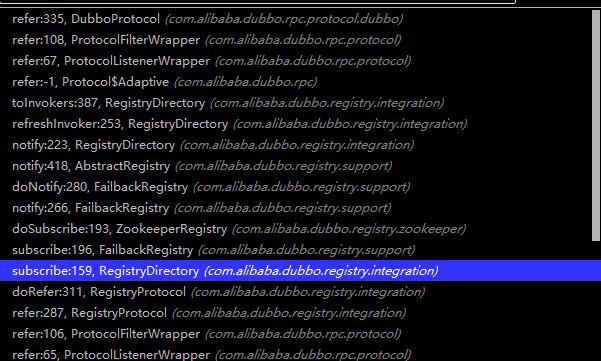 refer:335, DubboProtocol (com.alibaba.dubbo.rpc.protocol.dubbo)
refer:108, ProtocolFilterWrapper (com.alibaba.dubbo.rpc.protocol)
refer:67, ProtocolListenerWrapper (com.alibaba.dubbo.rpc.protocol)
refer:-1, Protocol$Adaptive (com.alibaba.dubbo.rpc)
toInvokers:387, RegistryDirectory (com.alibaba.dubbo.registry.integration)
refreshInvoker:253, RegistryDirectory (com.alibaba.dubbo.registry.integration)
notify:223, RegistryDirectory (com.alibaba.dubbo.registry.integration)
notify:418, AbstractRegistry (com.alibaba.dubbo.registry.support)
doNotify:280, FailbackRegistry (com.alibaba.dubbo.registry.support)
notify:266, FailbackRegistry (com.alibaba.dubbo.registry.support)
doSubscribe:193, ZookeeperRegistry (com.alibaba.dubbo.registry.zookeeper)
subscribe:196, FailbackRegistry (com.alibaba.dubbo.registry.support)
subscribe:159, RegistryDirectory (com.alibaba.dubbo.registry.integration)
doRefer:311, RegistryProtocol (com.alibaba.dubbo.registry.integration)
refer:287, RegistryProtocol (com.alibaba.dubbo.registry.integration)
refer:106, ProtocolFilterWrapper (com.alibaba.dubbo.rpc.protocol)
refer:65, ProtocolListenerWrapper (com.alibaba.dubbo.rpc.protocol)